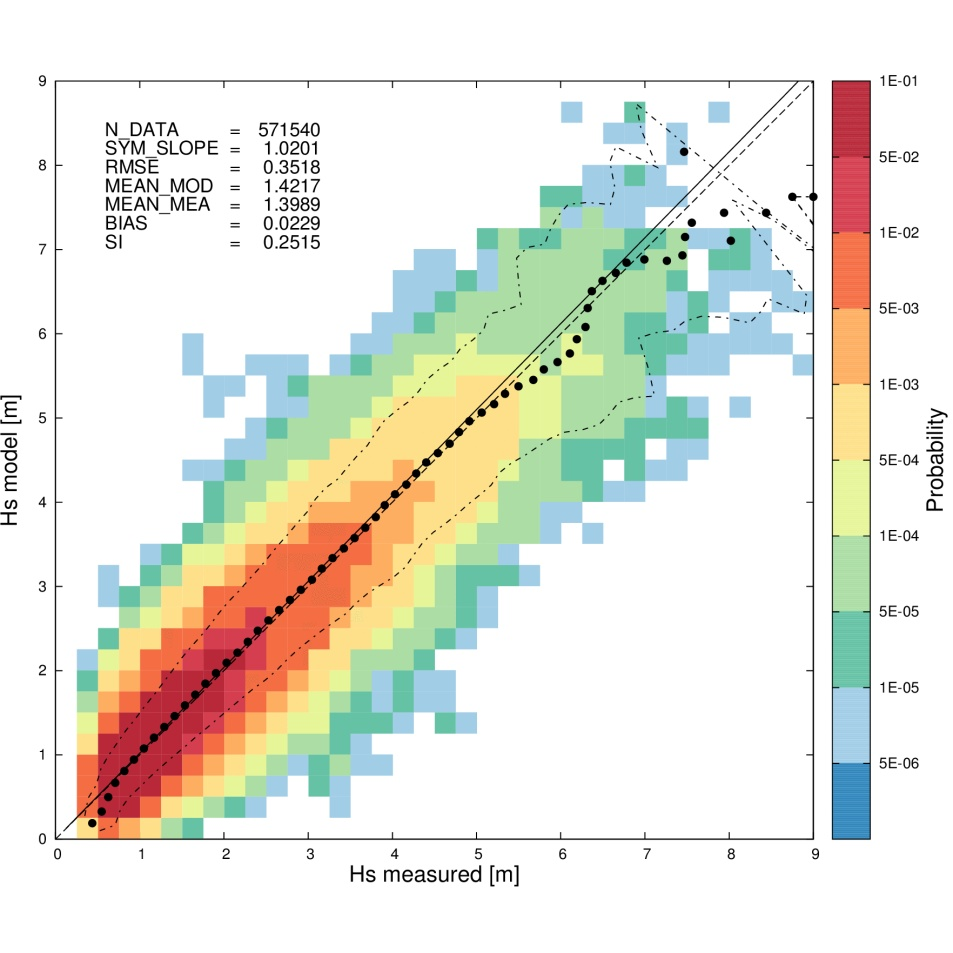 N_DATA = 571540
SYM_SLOPE = 1.0201
RMSE = 0.3518
MEAN_MOD = 1.4217
MEAN_MEA = 1.3989
BIAS = 0.0229
SI = 0.2515
9
8
7
6
5
4
3
2
1
0
Hs model [m]
0 1 2 3 4 5 6 7 8 9
Hs measured [m]
1E-01
5E-02
1E-02
5E-03
1E-03
5E-04
1E-04
5E-05
1E-05
5E-06
Probability